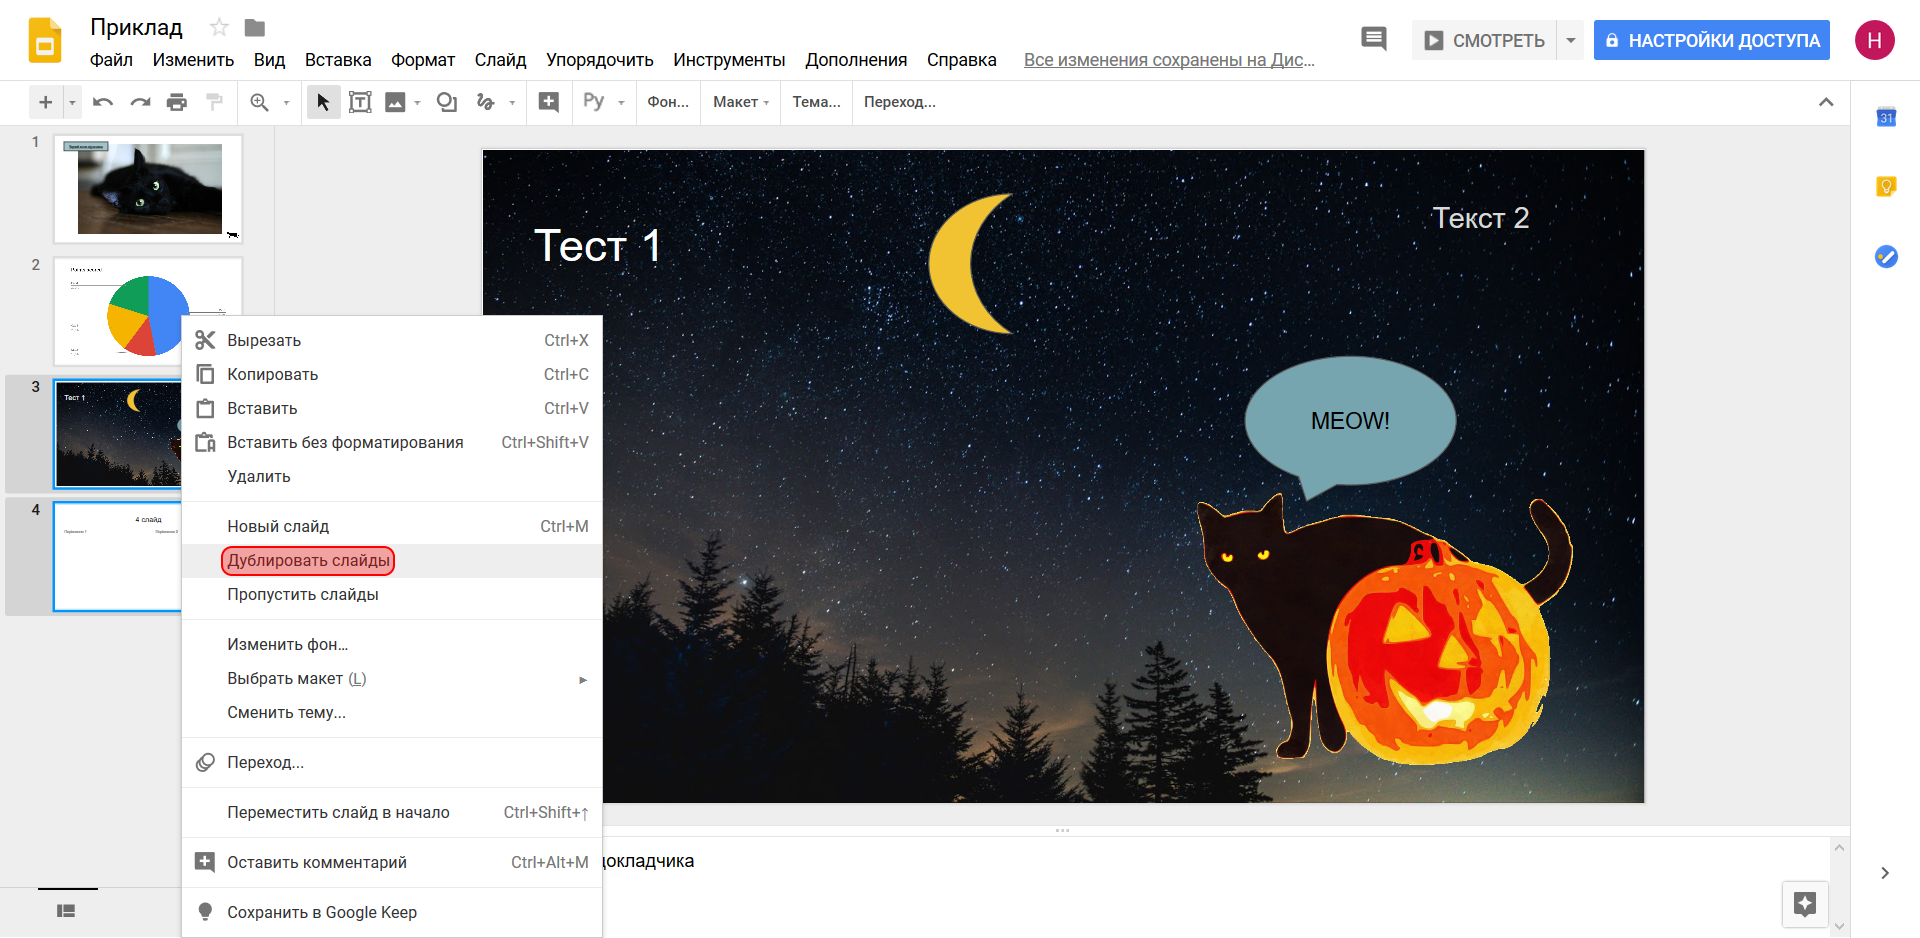 Приклад
Файл Изменить Вид Вставка Формат Слайд Упорядочить Инструменты Дополнения Справка Все изменения сохранены на Дис...
СМОТРЕТЬ
НАСТРОЙКИ ДОСТУПА
Н
Ру Фон... Макет Тема... Переход...
31
1
2
3
Тест 1
4
4 слайд
Вырезать Ctrl+X
Копировать Ctrl+C
Вставить Ctrl+V
Вставить без форматирования Ctrl+Shift+V
Удалить
Новый слайд Ctrl+M
Дублировать слайды
Пропустить слайды
Изменить фон...
Выбрать макет (L)
Сменить тему...
Переход...
Переместить слайд в начало Ctrl+Shift+↑
Оставить комментарий Ctrl+Alt+M
Сохранить в Google Keep
Тест 1
Текст 2
MEOW!
докладчика